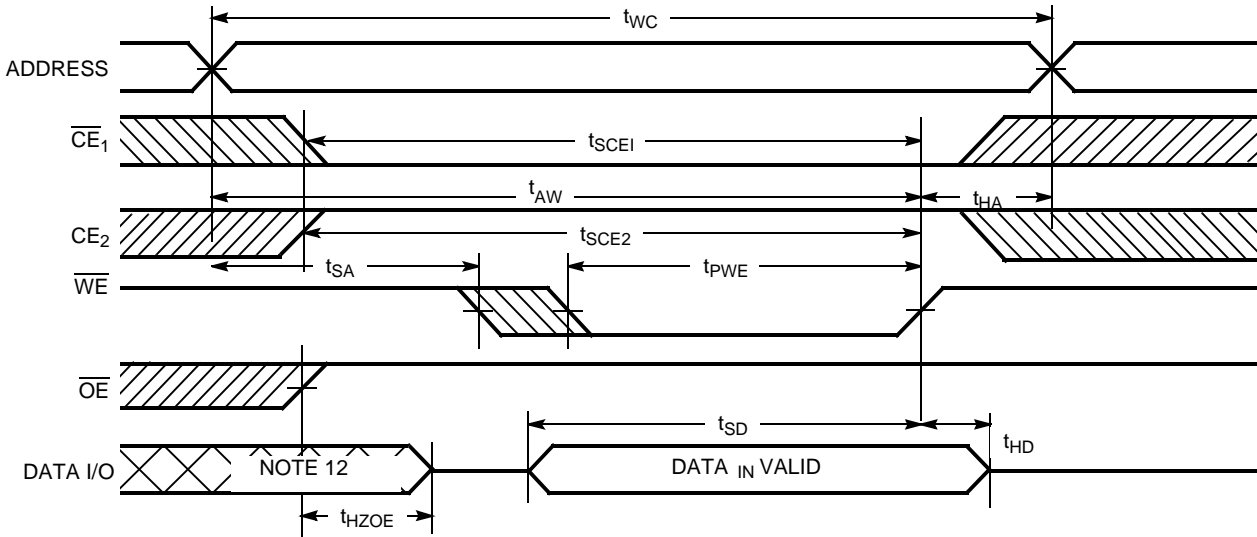 tWC
ADDRESS
CE1
tSCEI
tAW
tHA
CE2
tSCE2
tSA
tPWE
WE
OE
tSD
tHD
DATA I/O
NOTE 12
DATA IN VALID
tHZOE